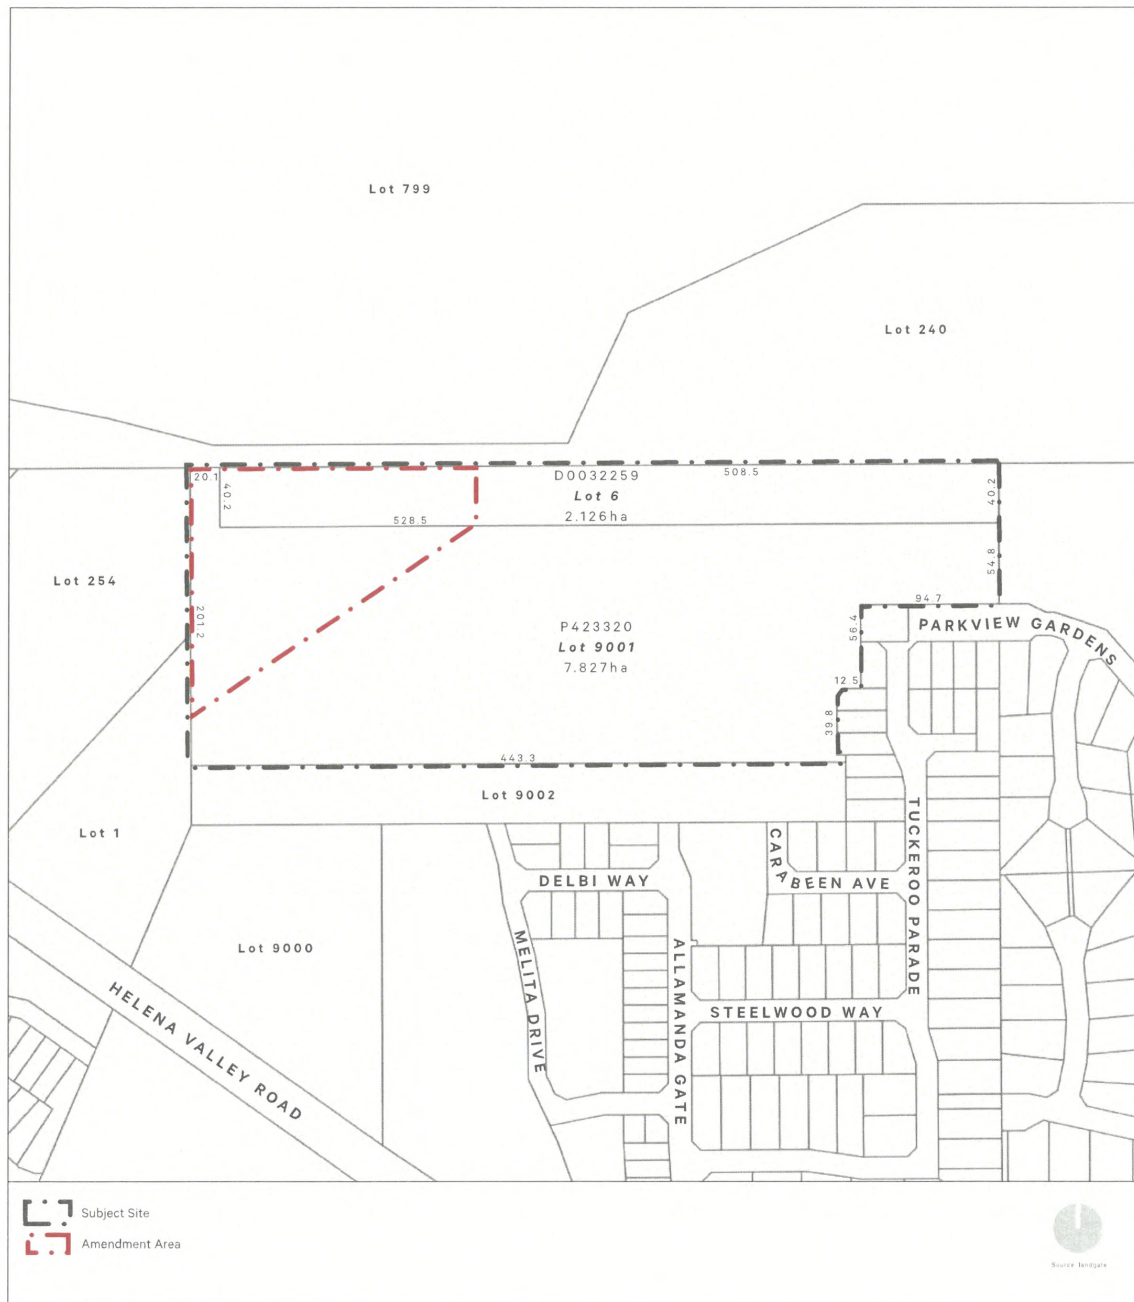 Lot 799
Lot 240
20.1
40.2
528.5
D0032259
Lot 6
2.126ha
508.5
40.2
54.8
Lot 254
201.2
P423320
Lot 9001
7.827ha
94.7
56.4
PARKVIEW GARDENS
12.5
39.8
443.3
Lot 9002
Lot 1
DELBI WAY
CARABEEN AVE
TUCKEROO PARADE
Lot 9000
MELITA DRIVE
ALLAMANDA GATE
HELENA VALLEY ROAD
STEELWOOD WAY
Subject Site
Amendment Area
Source: landgate